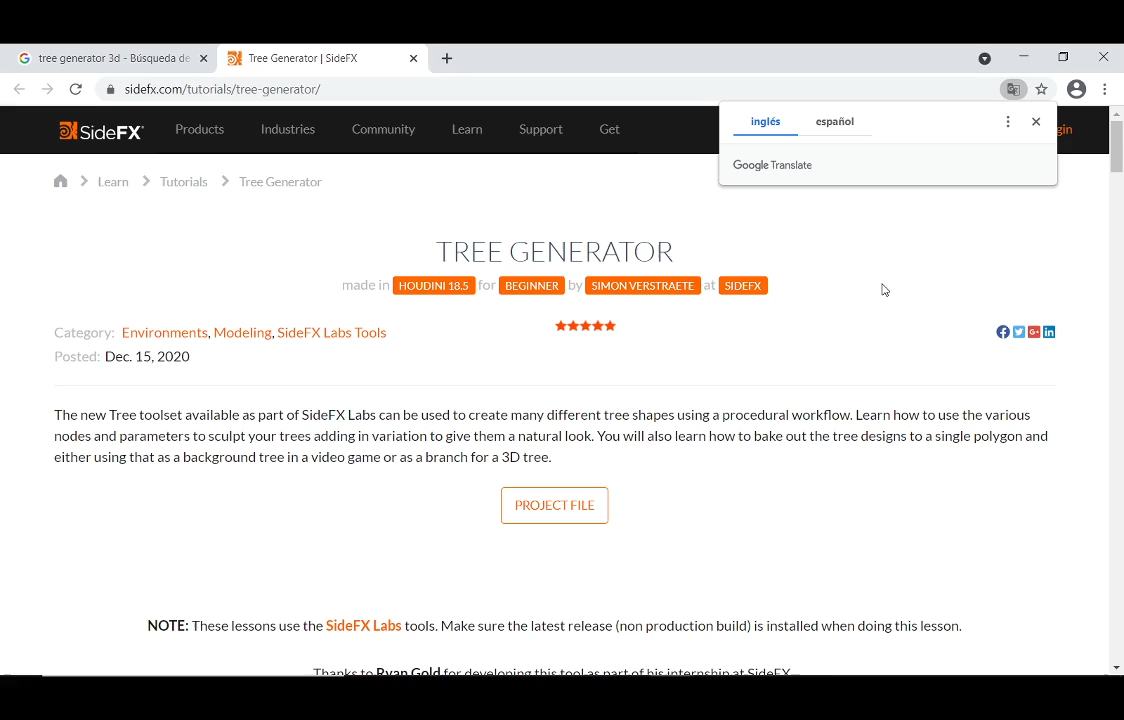 tree generator 3d - Búsqueda de
Tree Generator | SideFX
sidefx.com/tutorials/tree-generator/
SideFX
Products
Industries
Community
Learn
Support
Get
gin
inglés
español
Google Translate
Learn
Tutorials
Tree Generator
TREE GENERATOR
made in HOUDINI 18.5 for BEGINNER by SIMON VERSTRAETE at SIDEFX
Category: Environments, Modeling, SideFX Labs Tools
Posted: Dec. 15, 2020
The new Tree toolset available as part of SideFX Labs can be used to create many different tree shapes using a procedural workflow. Learn how to use the various
nodes and parameters to sculpt your trees adding in variation to give them a natural look. You will also learn how to bake out the tree designs to a single polygon and
either using that as a background tree in a video game or as a branch for a 3D tree.
PROJECT FILE
NOTE: These lessons use the SideFX Labs tools. Make sure the latest release (non production build) is installed when doing this lesson.
Thanks to Ryan Gold for developing this tool as part of his internship at SideFX